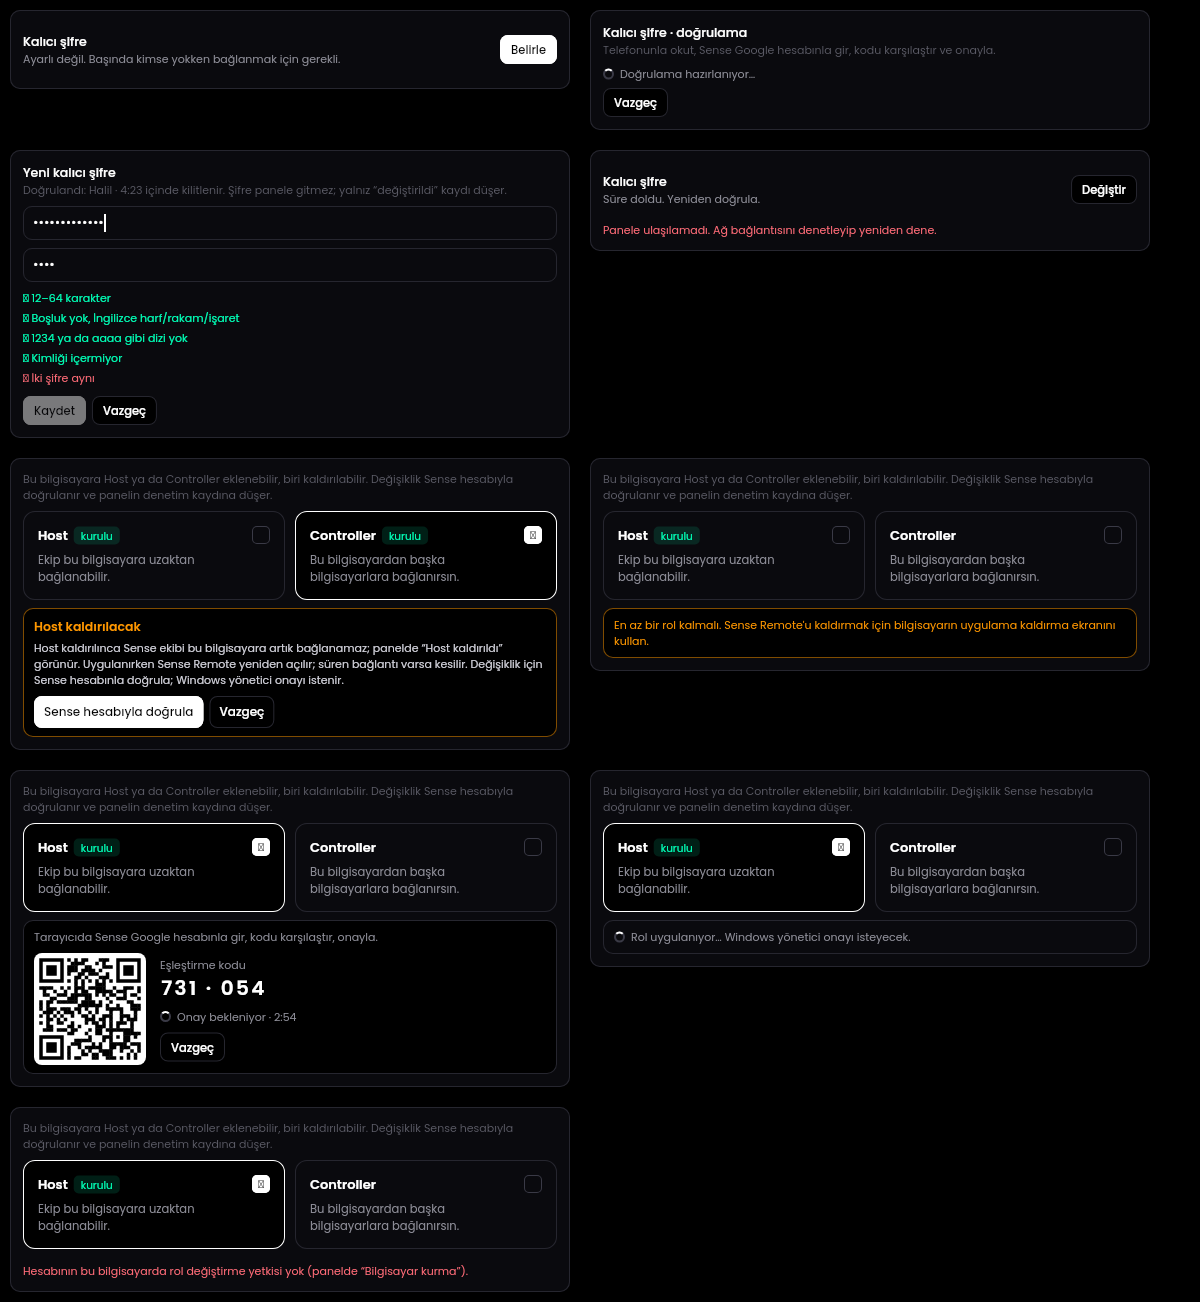 Kalıcı şifre
Ayarlı değil. Başında kimse yokken bağlanmak için gerekli.
Belirle
Kalıcı şifre · doğrulama
Telefonunla okut, Sense Google hesabınla gir, kodu karşılaştır ve onayla.
Doğrulama hazırlanıyor…
Vazgeç
Yeni kalıcı şifre
Doğrulandı: Halil · 4:23 içinde kilitlenir. Şifre panele gitmez; yalnız “değiştirildi” kaydı düşer.
•••••••••••••
••••
12–64 karakter
Boşluk yok, İngilizce harf/rakam/işaret
1234 ya da aaaa gibi dizi yok
Kimliği içermiyor
İki şifre aynı
Kaydet
Vazgeç
Kalıcı şifre
Süre doldu. Yeniden doğrula.
Değiştir
Panele ulaşılamadı. Ağ bağlantısını denetleyip yeniden dene.
Bu bilgisayara Host ya da Controller eklenebilir, biri kaldırılabilir. Değişiklik Sense hesabıyla
doğrulanır ve panelin denetim kaydına düşer.
Host kurulu
Ekip bu bilgisayara uzaktan
bağlanabilir.
Controller kurulu
Bu bilgisayardan başka
bilgisayarlara bağlanırsın.
Host kaldırılacak
Host kaldırılınca Sense ekibi bu bilgisayara artık bağlanamaz; panelde “Host kaldırıldı”
görünür. Uygulanırken Sense Remote yeniden açılır; süren bağlantı varsa kesilir. Değişiklik için
Sense hesabınla doğrula; Windows yönetici onayı istenir.
Sense hesabıyla doğrula
Vazgeç
Bu bilgisayara Host ya da Controller eklenebilir, biri kaldırılabilir. Değişiklik Sense hesabıyla
doğrulanır ve panelin denetim kaydına düşer.
Host kurulu
Ekip bu bilgisayara uzaktan
bağlanabilir.
Controller
Bu bilgisayardan başka
bilgisayarlara bağlanırsın.
En az bir rol kalmalı. Sense Remote'u kaldırmak için bilgisayarın uygulama kaldırma ekranını
kullan.
Bu bilgisayara Host ya da Controller eklenebilir, biri kaldırılabilir. Değişiklik Sense hesabıyla
doğrulanır ve panelin denetim kaydına düşer.
Host kurulu
Ekip bu bilgisayara uzaktan
bağlanabilir.
Controller
Bu bilgisayardan başka
bilgisayarlara bağlanırsın.
Tarayıcıda Sense Google hesabınla gir, kodu karşılaştır, onayla.
Eşleştirme kodu
731 · 054
Onay bekleniyor · 2:54
Vazgeç
Bu bilgisayara Host ya da Controller eklenebilir, biri kaldırılabilir. Değişiklik Sense hesabıyla
doğrulanır ve panelin denetim kaydına düşer.
Host kurulu
Ekip bu bilgisayara uzaktan
bağlanabilir.
Controller
Bu bilgisayardan başka
bilgisayarlara bağlanırsın.
Rol uygulanıyor… Windows yönetici onayı isteyecek.
Bu bilgisayara Host ya da Controller eklenebilir, biri kaldırılabilir. Değişiklik Sense hesabıyla
doğrulanır ve panelin denetim kaydına düşer.
Host kurulu
Ekip bu bilgisayara uzaktan
bağlanabilir.
Controller
Bu bilgisayardan başka
bilgisayarlara bağlanırsın.
Hesabının bu bilgisayarda rol değiştirme yetkisi yok (panelde “Bilgisayar kurma”).